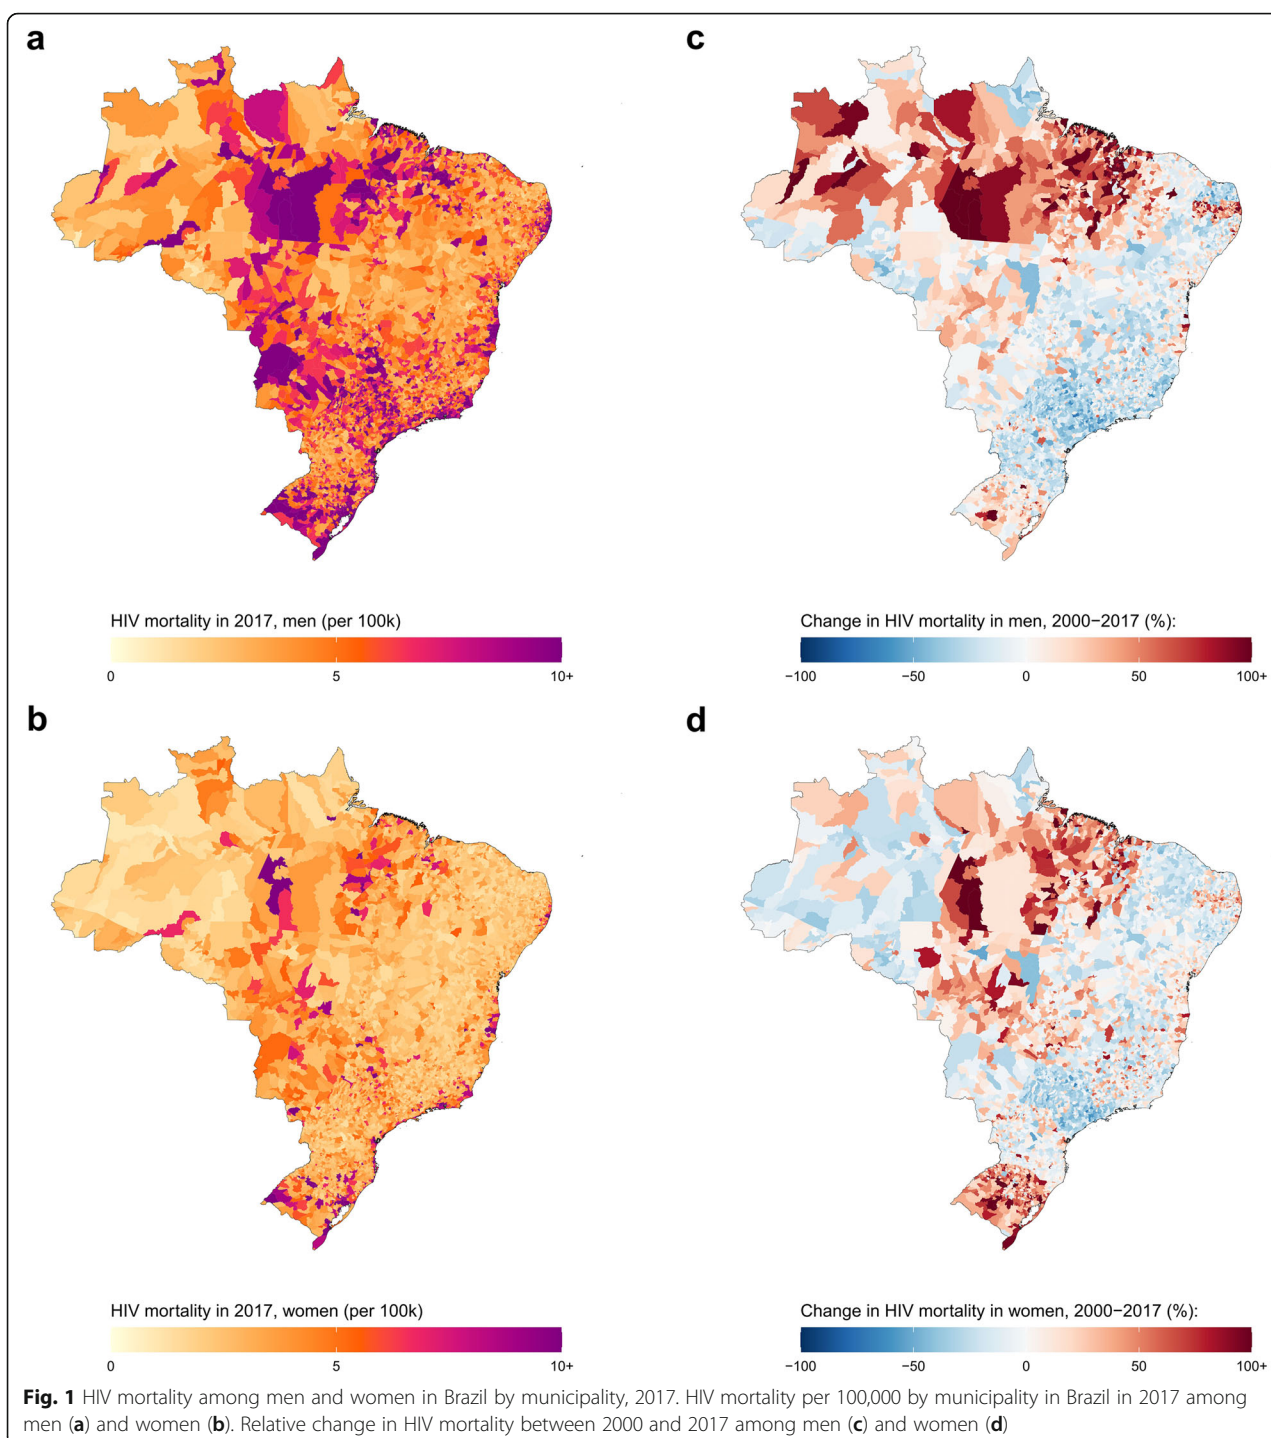 a
c
HIV mortality in 2017, men (per 100k)
0 5 10+
Change in HIV mortality in men, 2000−2017 (%):
−100 −50 0 50 100+
b
d
HIV mortality in 2017, women (per 100k)
0 5 10+
Change in HIV mortality in women, 2000−2017 (%):
−100 −50 0 50 100+
Fig. 1 HIV mortality among men and women in Brazil by municipality, 2017. HIV mortality per 100,000 by municipality in Brazil in 2017 among
men (a) and women (b). Relative change in HIV mortality between 2000 and 2017 among men (c) and women (d)